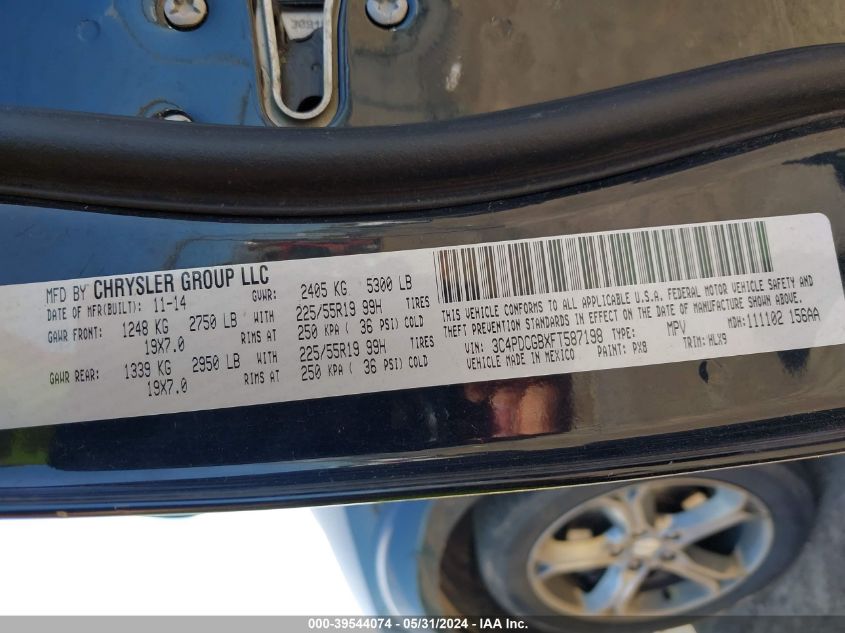 3091
MFD BY CHRYSLER GROUP LLC
DATE OF MFR(BUILT): 11-14 GVWR: 2405 KG 5300 LB
GAWR FRONT: 1248 KG 2750 LB WITH 225/55R19 99H TIRES
19X7.0 RIMS AT 250 KPA ( 36 PSI) COLD
GAWR REAR: 1339 KG 2950 LB WITH 225/55R19 99H TIRES
19X7.0 RIMS AT 250 KPA ( 36 PSI) COLD
THIS VEHICLE CONFORMS TO ALL APPLICABLE U.S.A. FEDERAL MOTOR VEHICLE SAFETY AND
THEFT PREVENTION STANDARDS IN EFFECT ON THE DATE OF MANUFACTURE SHOWN ABOVE.
VIN: 3C4PDCGBXFT587198 TYPE: MPV MDH: 111102 156AA
VEHICLE MADE IN MEXICO PAINT: PX8 TRIM: HLX9
000-39544074 - 05/31/2024 - IAA Inc.